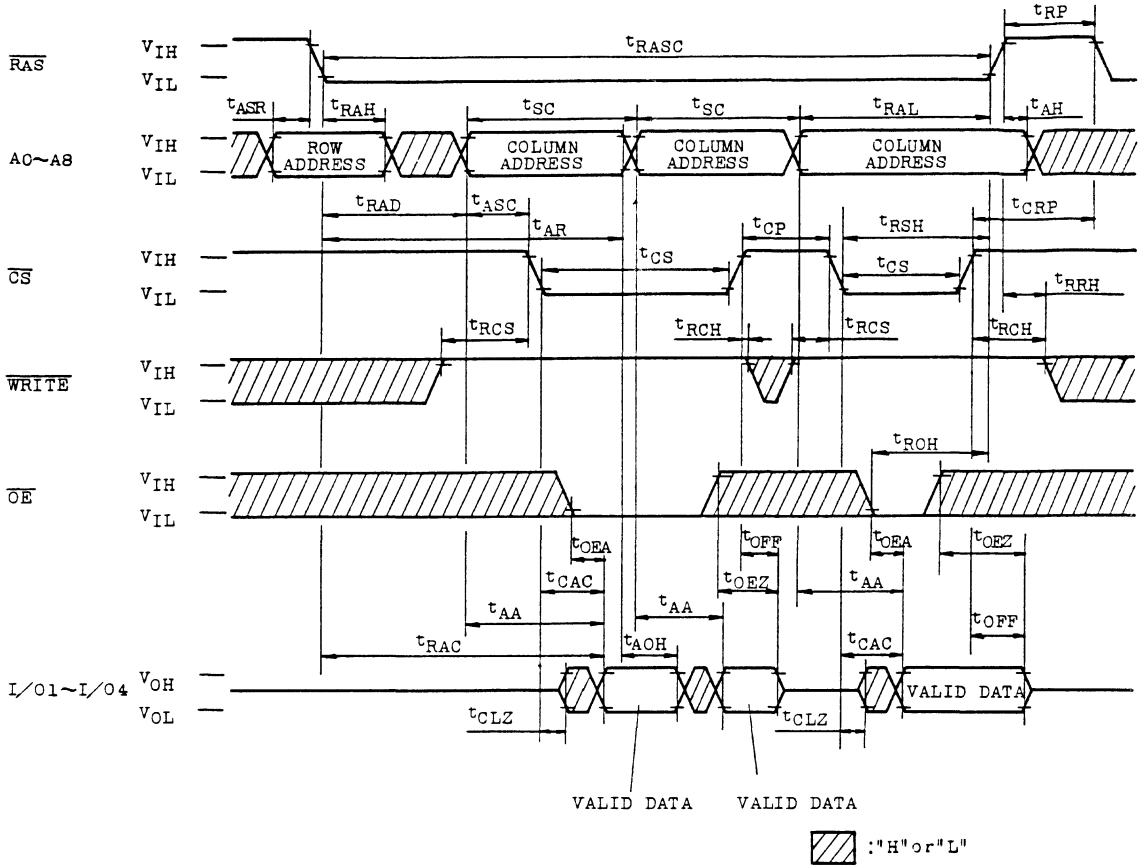 tRP
tRASC
RAS
VIH
VIL
tASR
tRAH
tSC
tSC
tRAL
tAH
A0~A8
VIH
VIL
ROW
ADDRESS
COLUMN
ADDRESS
COLUMN
ADDRESS
COLUMN
ADDRESS
tRAD
tASC
tAR
tCP
tRSH
tCRP
CS
VIH
VIL
tCS
tCS
tRRH
tRCS
tRCH
tRCS
tRCH
WRITE
VIH
VIL
tROH
OE
VIH
VIL
tOEA
tOFF
tOEA
tOEZ
tCAC
tOEZ
tAA
tAA
tAA
tOFF
tRAC
tAOH
tCAC
I/O1~I/O4
VOH
VOL
VALID DATA
tCLZ
tCLZ
VALID DATA
VALID DATA
:"H"or"L"